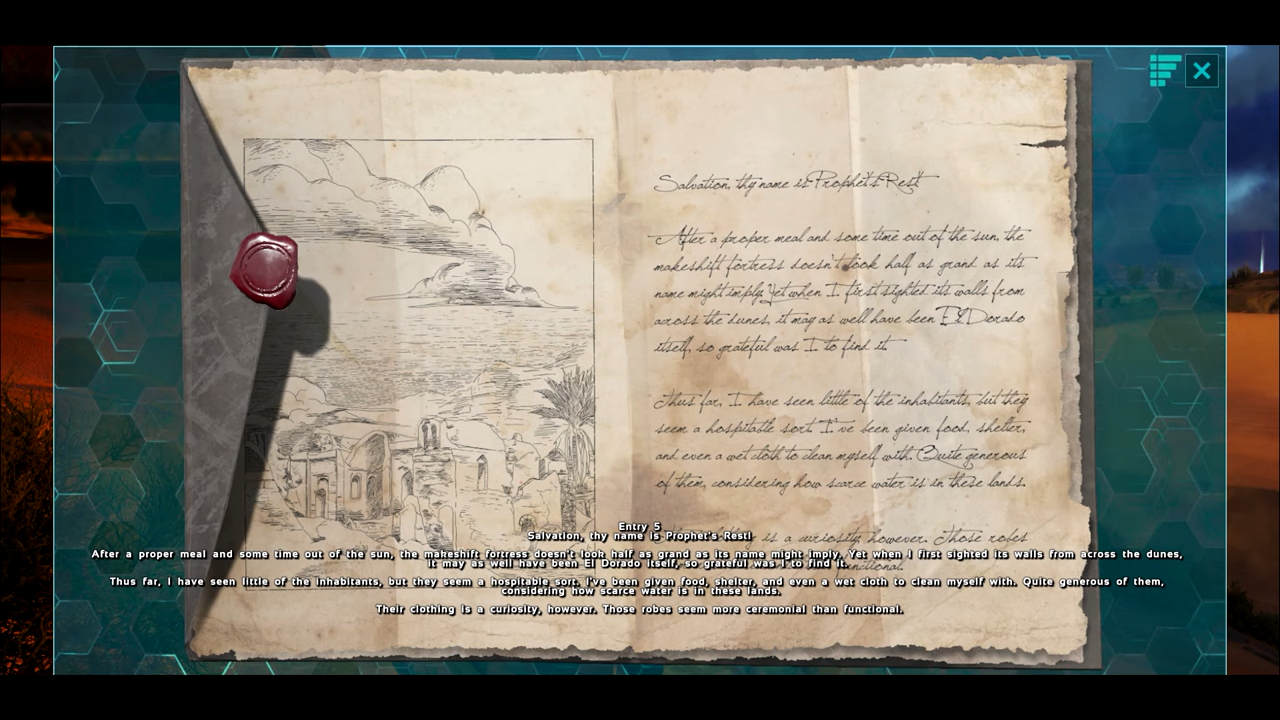 Salvation, thy name is Prophet's Rest!
After a proper meal and some time out of the sun, the
makeshift fortress doesn't look half as grand as its
name might imply. Yet when I first sighted its walls from
across the dunes, it may as well have been El Dorado
itself, so grateful was I to find it.
Thus far, I have seen little of the inhabitants, but they
seem a hospitable sort. I've been given food, shelter,
and even a wet cloth to clean myself with. Quite generous
of them, considering how scarce water is in these lands.
is a curiosity, however. Those robes
functional.
Entry 5
Salvation, thy name is Prophet's Rest!
After a proper meal and some time out of the sun, the makeshift fortress doesn't look half as grand as its name might imply. Yet when I first sighted its walls from across the dunes,
it may as well have been El Dorado itself, so grateful was I to find it.
Thus far, I have seen little of the inhabitants, but they seem a hospitable sort. I've been given food, shelter, and even a wet cloth to clean myself with. Quite generous of them,
considering how scarce water is in these lands.
Their clothing is a curiosity, however. Those robes seem more ceremonial than functional.